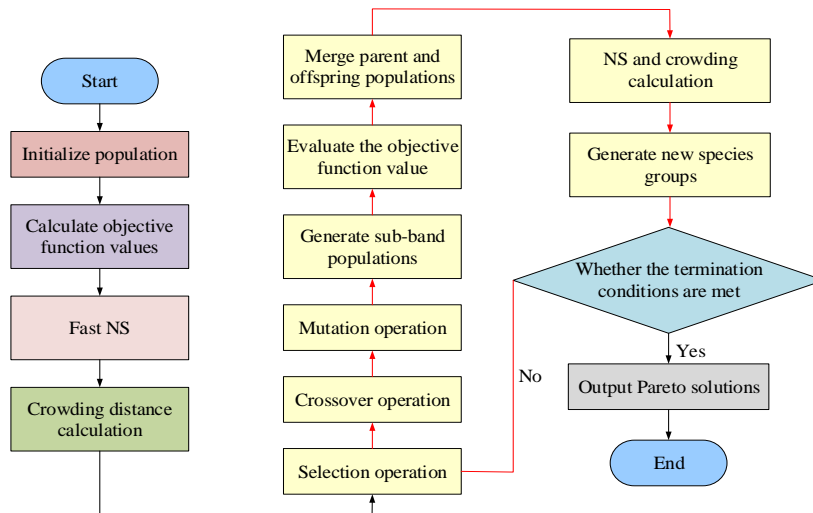 Start
Initialize population
Calculate objective
function values
Fast NS
Crowding distance
calculation
Merge parent and
offspring populations
Evaluate the objective
function value
Generate sub-band
populations
Mutation operation
Crossover operation
Selection operation
NS and crowding
calculation
Generate new species
groups
Whether the termination
conditions are met
Yes
No
Output Pareto solutions
End